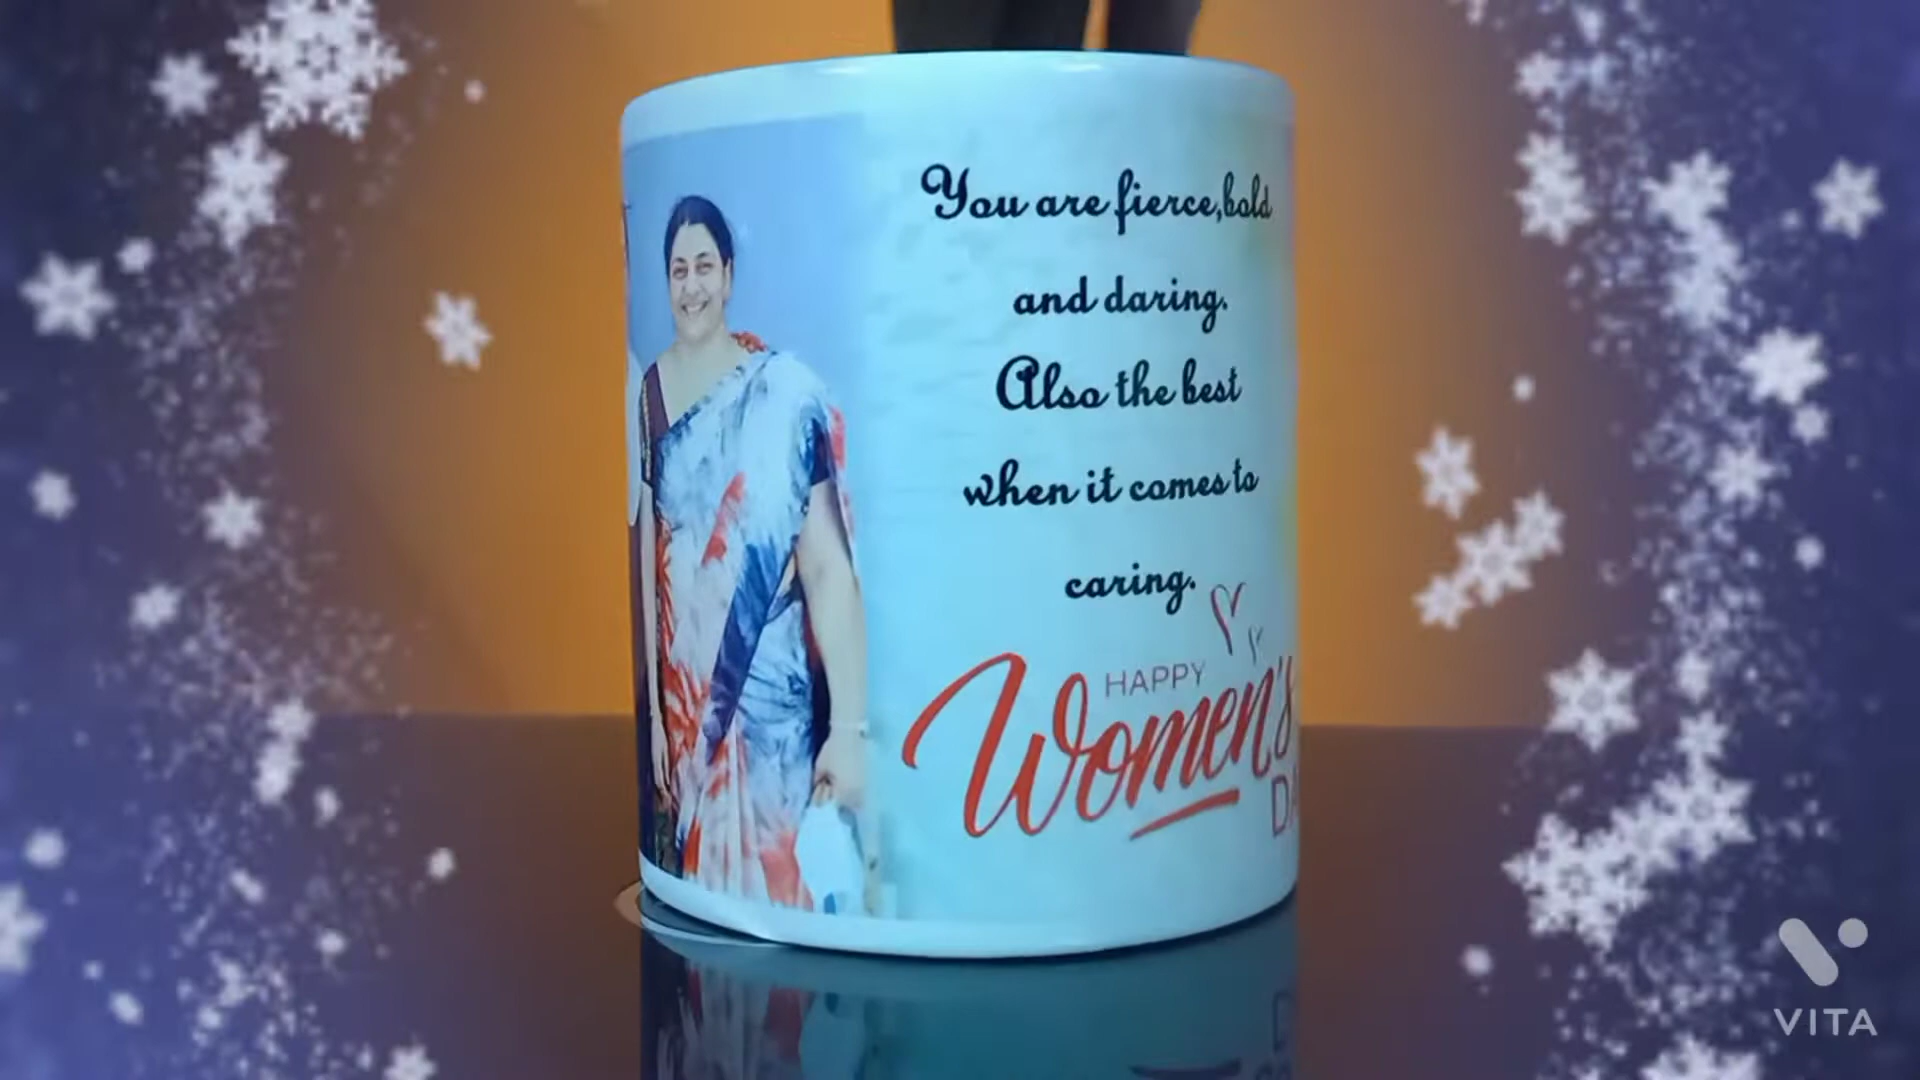 You are fierce,bold
and daring.
Also the best
when it comes to
caring.
HAPPY
Women's
VITA